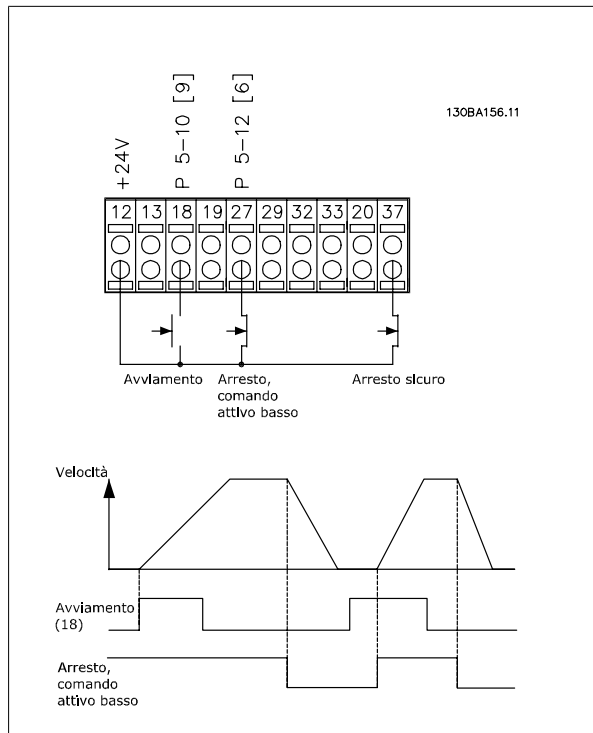 130BA156.11
+24V
P 5-10 [9]
P 5-12 [6]
12 13 18 19 27 29 32 33 20 37
Avviamento
Arresto,
comando
attivo basso
Arresto sicuro
Velocità
Avviamento
(18)
Arresto,
comando
attivo basso